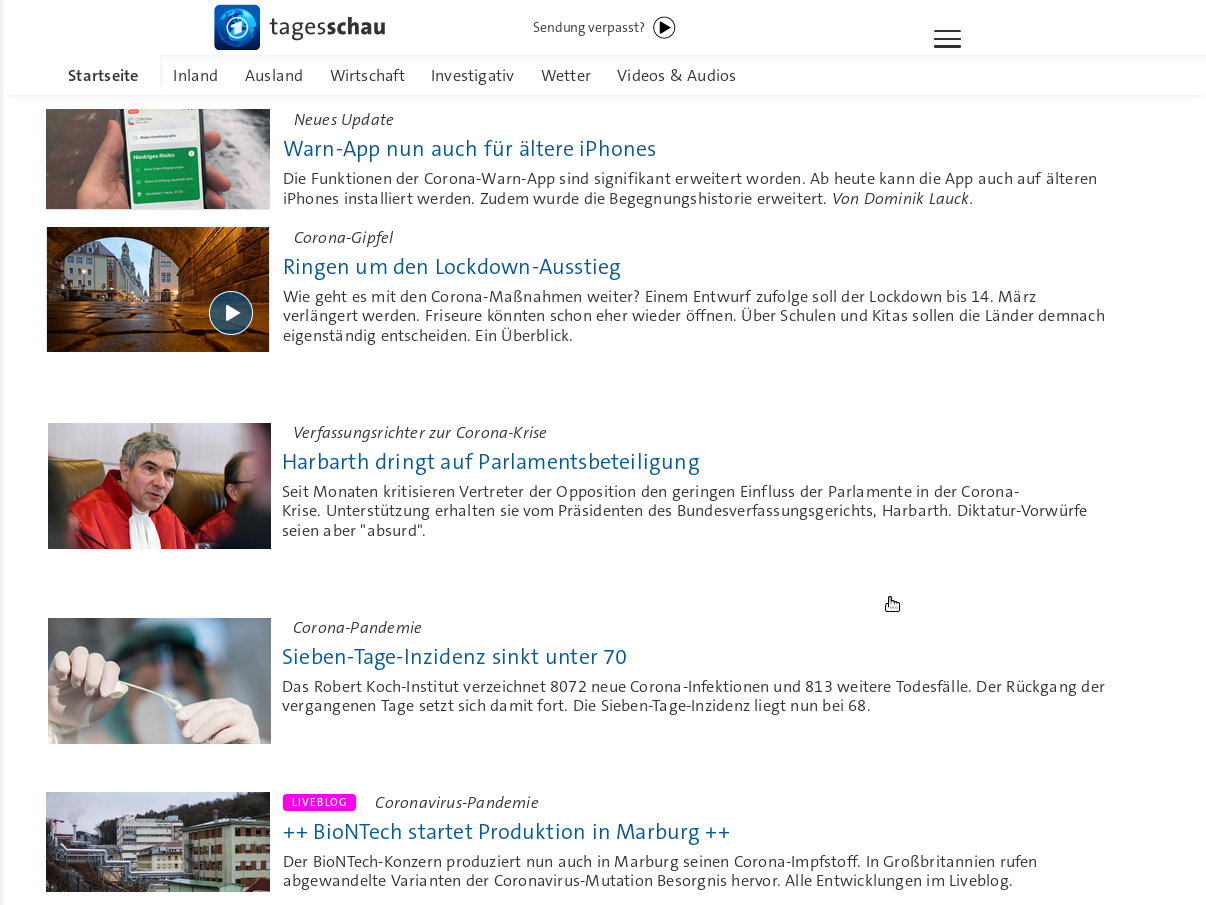 tagesschau
Sendung verpasst?
Startseite Inland Ausland Wirtschaft Investigativ Wetter Videos & Audios
Neues Update
Warn-App nun auch für ältere iPhones
Die Funktionen der Corona-Warn-App sind signifikant erweitert worden. Ab heute kann die App auch auf älteren
iPhones installiert werden. Zudem wurde die Begegnungshistorie erweitert. Von Dominik Lauck.
Niedriges Risiko
Corona-Gipfel
Ringen um den Lockdown-Ausstieg
Wie geht es mit den Corona-Maßnahmen weiter? Einem Entwurf zufolge soll der Lockdown bis 14. März
verlängert werden. Friseure könnten schon eher wieder öffnen. Über Schulen und Kitas sollen die Länder demnach
eigenständig entscheiden. Ein Überblick.
Verfassungsrichter zur Corona-Krise
Harbarth dringt auf Parlamentsbeteiligung
Seit Monaten kritisieren Vertreter der Opposition den geringen Einfluss der Parlamente in der Corona-
Krise. Unterstützung erhalten sie vom Präsidenten des Bundesverfassungsgerichts, Harbarth. Diktatur-Vorwürfe
seien aber "absurd".
Corona-Pandemie
Sieben-Tage-Inzidenz sinkt unter 70
Das Robert Koch-Institut verzeichnet 8072 neue Corona-Infektionen und 813 weitere Todesfälle. Der Rückgang der
vergangenen Tage setzt sich damit fort. Die Sieben-Tage-Inzidenz liegt nun bei 68.
LIVEBLOG Coronavirus-Pandemie
++ BioNTech startet Produktion in Marburg ++
Der BioNTech-Konzern produziert nun auch in Marburg seinen Corona-Impfstoff. In Großbritannien rufen
abgewandelte Varianten der Coronavirus-Mutation Besorgnis hervor. Alle Entwicklungen im Liveblog.